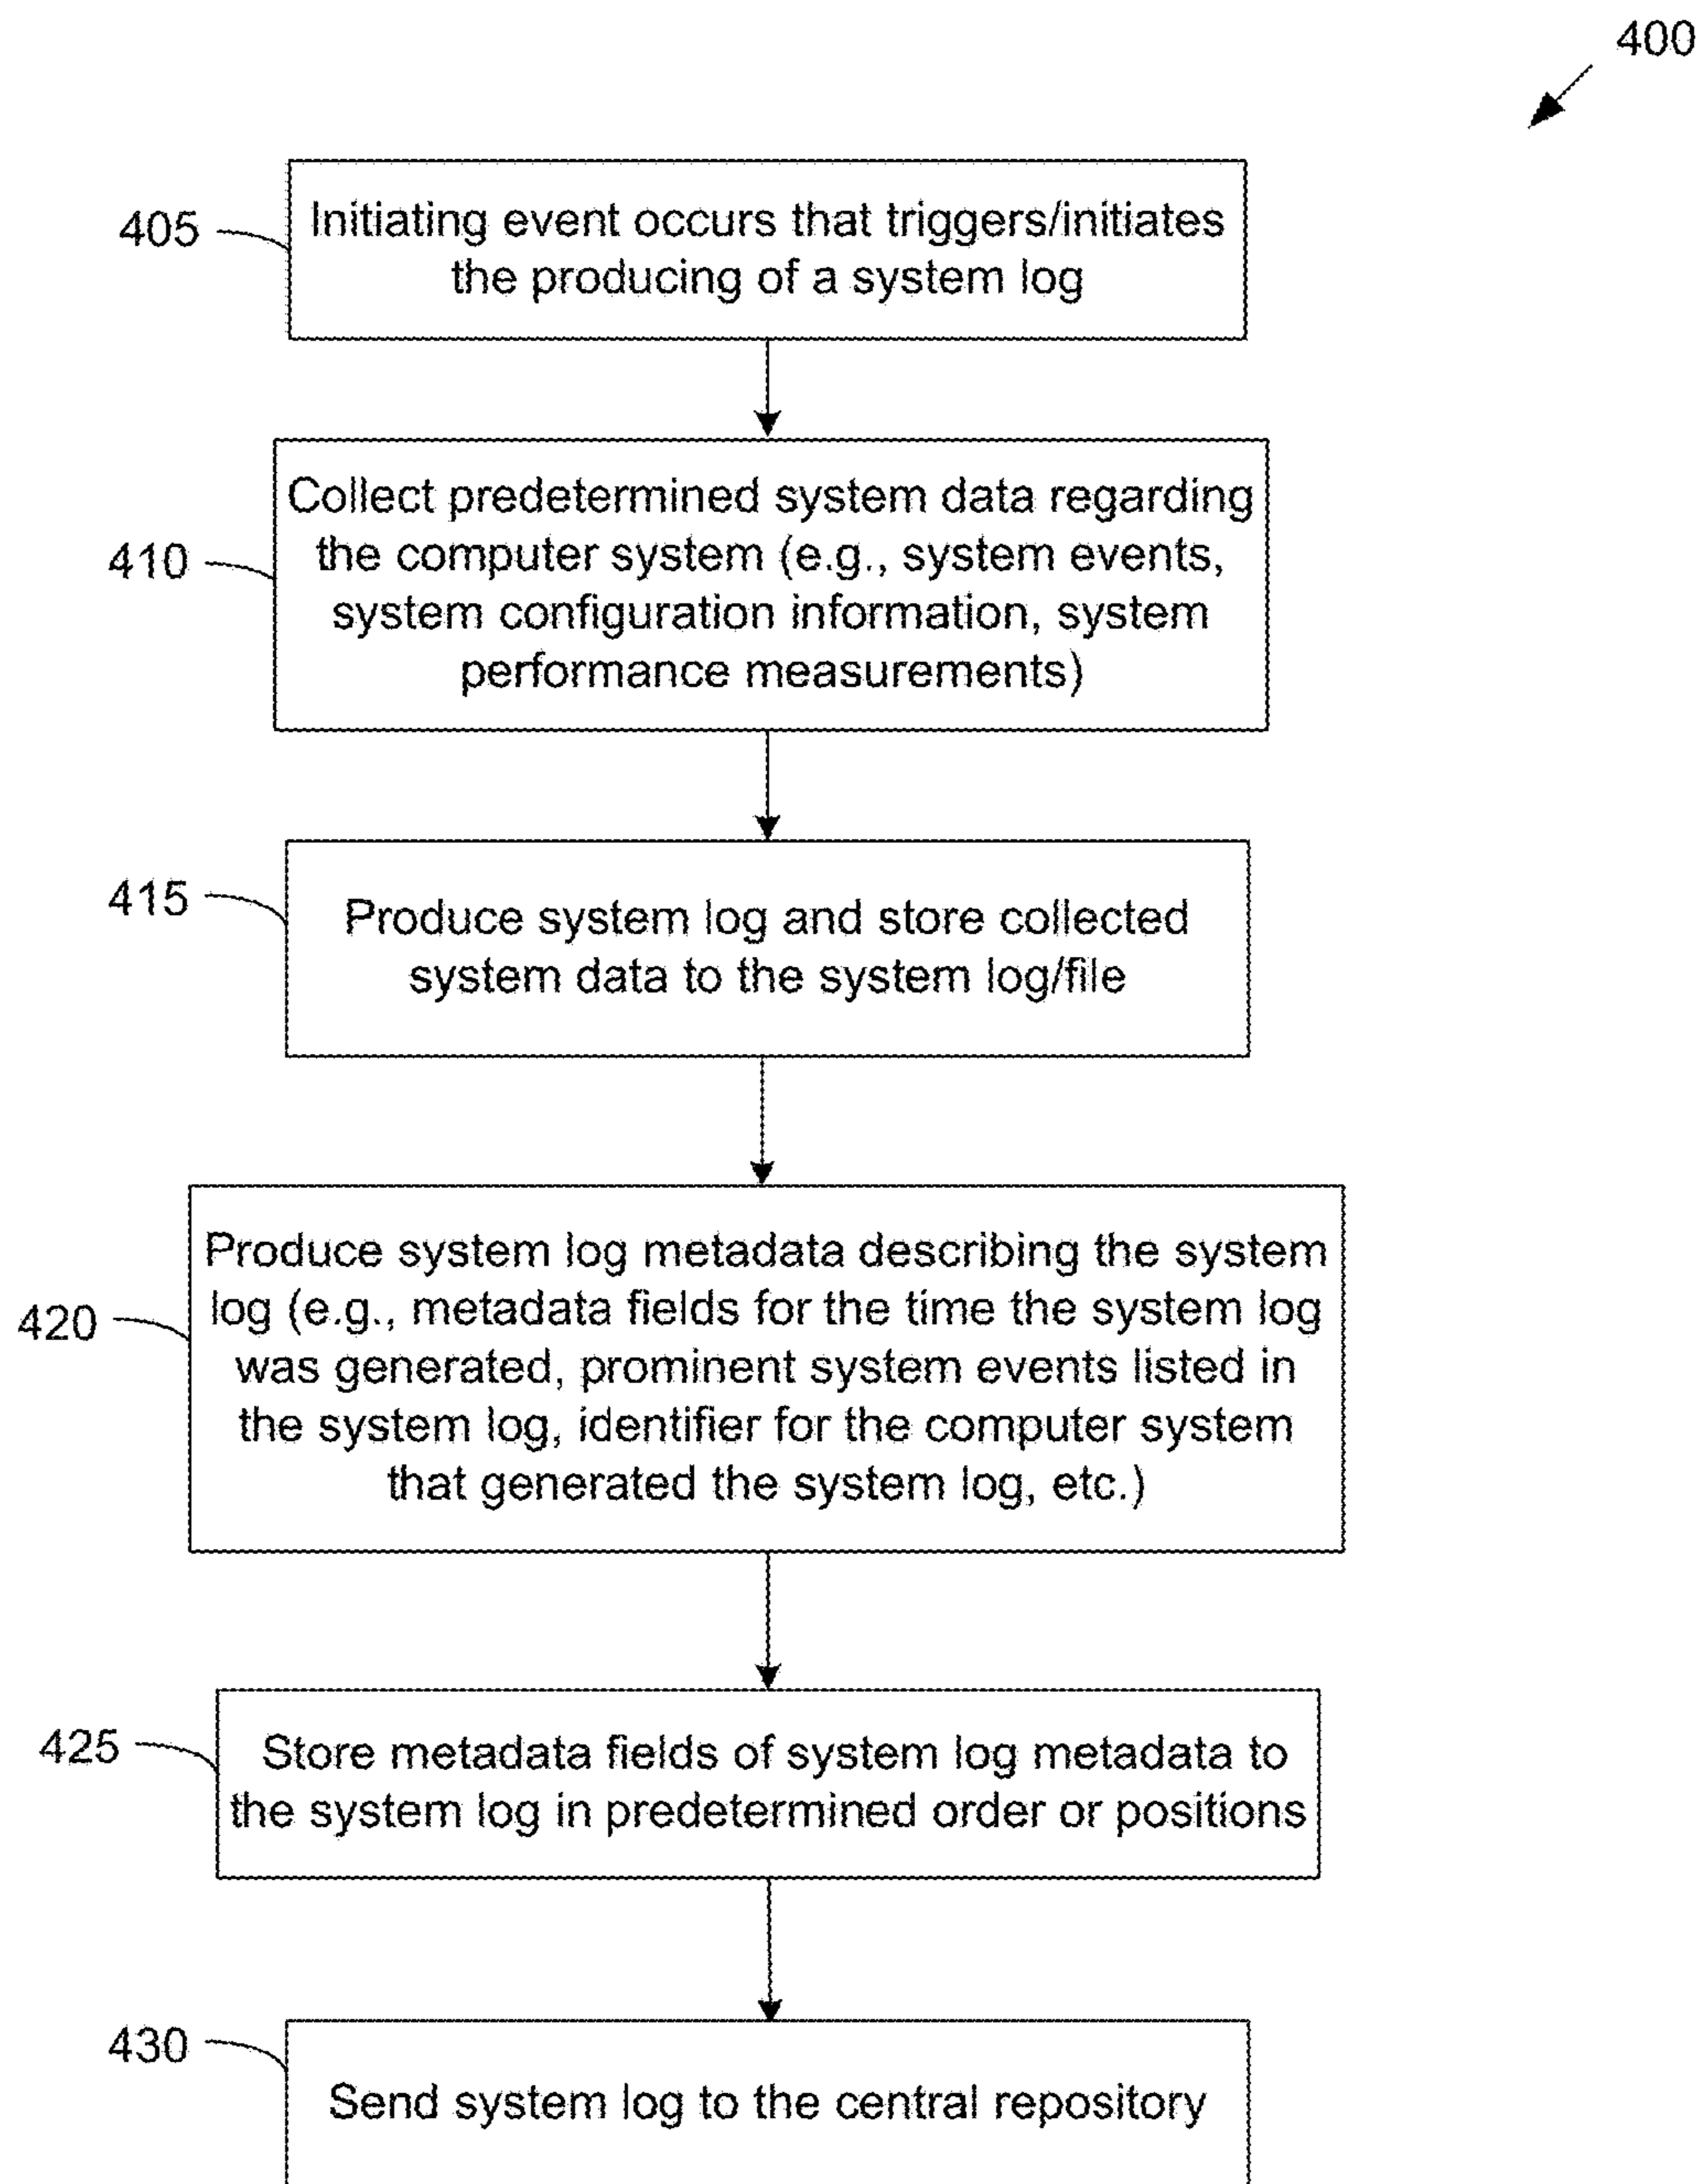 400
405
Initiating event occurs that triggers/initiates
the producing of a system log
410
Collect predetermined system data regarding
the computer system (e.g., system events,
system configuration information, system
performance measurements)
415
Produce system log and store collected
system data to the system log/file
420
Produce system log metadata describing the system
log (e.g., metadata fields for the time the system log
was generated, prominent system events listed in
the system log, identifier for the computer system
that generated the system log, etc.)
425
Store metadata fields of system log metadata to
the system log in predetermined order or positions
430
Send system log to the central repository